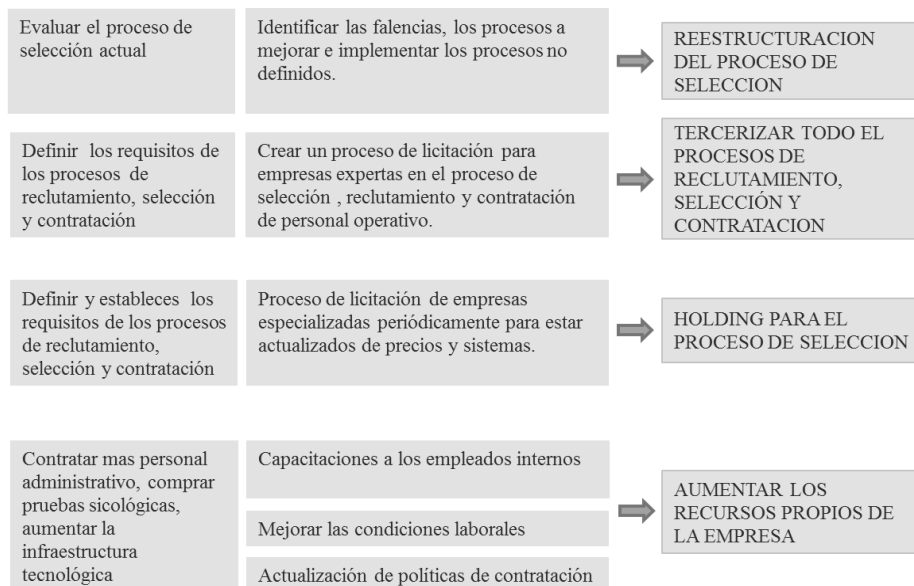 Evaluar el proceso de
selección actual
Identificar las falencias, los procesos a
mejorar e implementar los procesos no
definidos.
REESTRUCTURACION
DEL PROCESO DE
SELECCION
Definir los requisitos de
los procesos de
reclutamiento, selección
y contratación
Crear un proceso de licitación para
empresas expertas en el proceso de
selección , reclutamiento y contratación
de personal operativo.
TERCERIZAR TODO EL
PROCESOS DE
RECLUTAMIENTO,
SELECCIÓN Y
CONTRATACION
Definir y estableces los
requisitos de los procesos
de reclutamiento,
selección y contratación
Proceso de licitación de empresas
especializadas periódicamente para estar
actualizados de precios y sistemas.
HOLDING PARA EL
PROCESO DE SELECCION
Contratar mas personal
administrativo, comprar
pruebas sicológicas,
aumentar la
infraestructura
tecnológica
Capacitaciones a los empleados internos
Mejorar las condiciones laborales
Actualización de políticas de contratación
AUMENTAR LOS
RECURSOS PROPIOS DE
LA EMPRESA